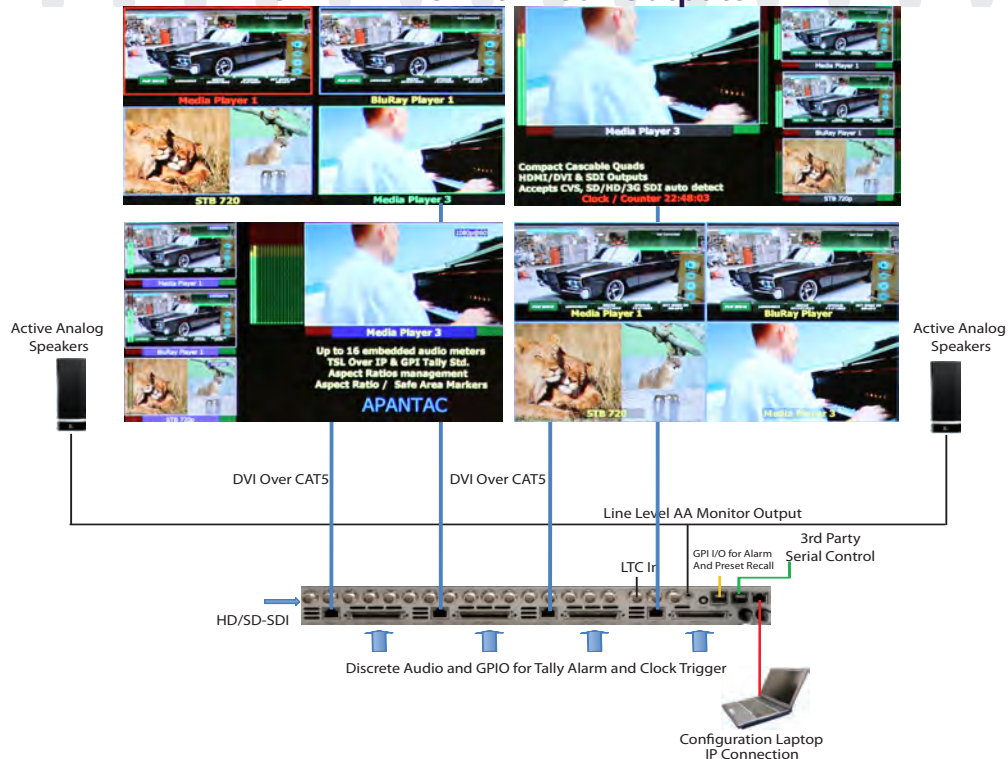 Media Player 1
BluRay Player 1
STB 720
Media Player 3
Media Player 3
Compact Cascable Quads
HDMI/DVI & SDI Outputs
Accepts CVS, SD/HD/3G SDI auto detect
Clock / Counter 22:48:03
Media Player 1
BluRay Player 1
STB 720p
Media Player 1
BluRay Player 1
STB 720p
Media Player 3
Up to 16 embedded audio meters
TSL Over IP & GPI Tally Std.
Aspect Ratios management
Aspect Ratio / Safe Area Markers
APANTAC
Media Player 1
BluRay Player
STB 720
Media Player 3
Active Analog
Speakers
Active Analog
Speakers
DVI Over CAT5
DVI Over CAT5
Line Level AA Monitor Output
3rd Party
Serial Control
GPI I/O for Alarm
And Preset Recall
LTC In
HD/SD-SDI
Discrete Audio and GPIO for Tally Alarm and Clock Trigger
Configuration Laptop
IP Connection